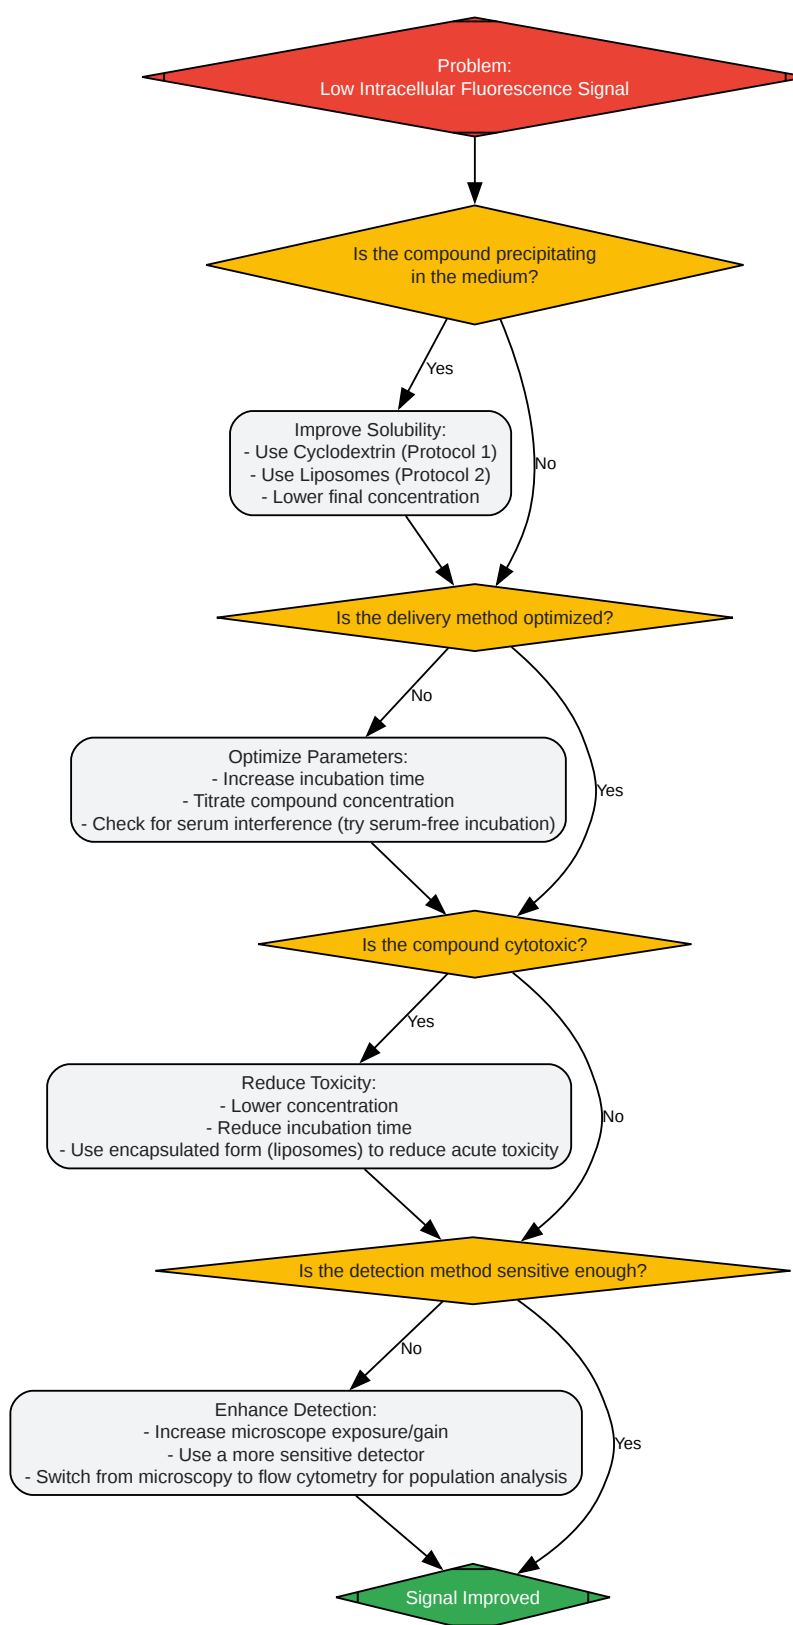 Problem:
Low Intracellular Fluorescence Signal
Is the compound precipitating
in the medium?
Yes
Improve Solubility:
- Use Cyclodextrin (Protocol 1)
- Use Liposomes (Protocol 2)
- Lower final concentration
No
Is the delivery method optimized?
No
Optimize Parameters:
- Increase incubation time
- Titrate compound concentration
- Check for serum interference (try serum-free incubation)
Yes
Is the compound cytotoxic?
Yes
Reduce Toxicity:
- Lower concentration
- Reduce incubation time
- Use encapsulated form (liposomes) to reduce acute toxicity
No
Is the detection method sensitive enough?
No
Enhance Detection:
- Increase microscope exposure/gain
- Use a more sensitive detector
- Switch from microscopy to flow cytometry for population analysis
Yes
Signal Improved